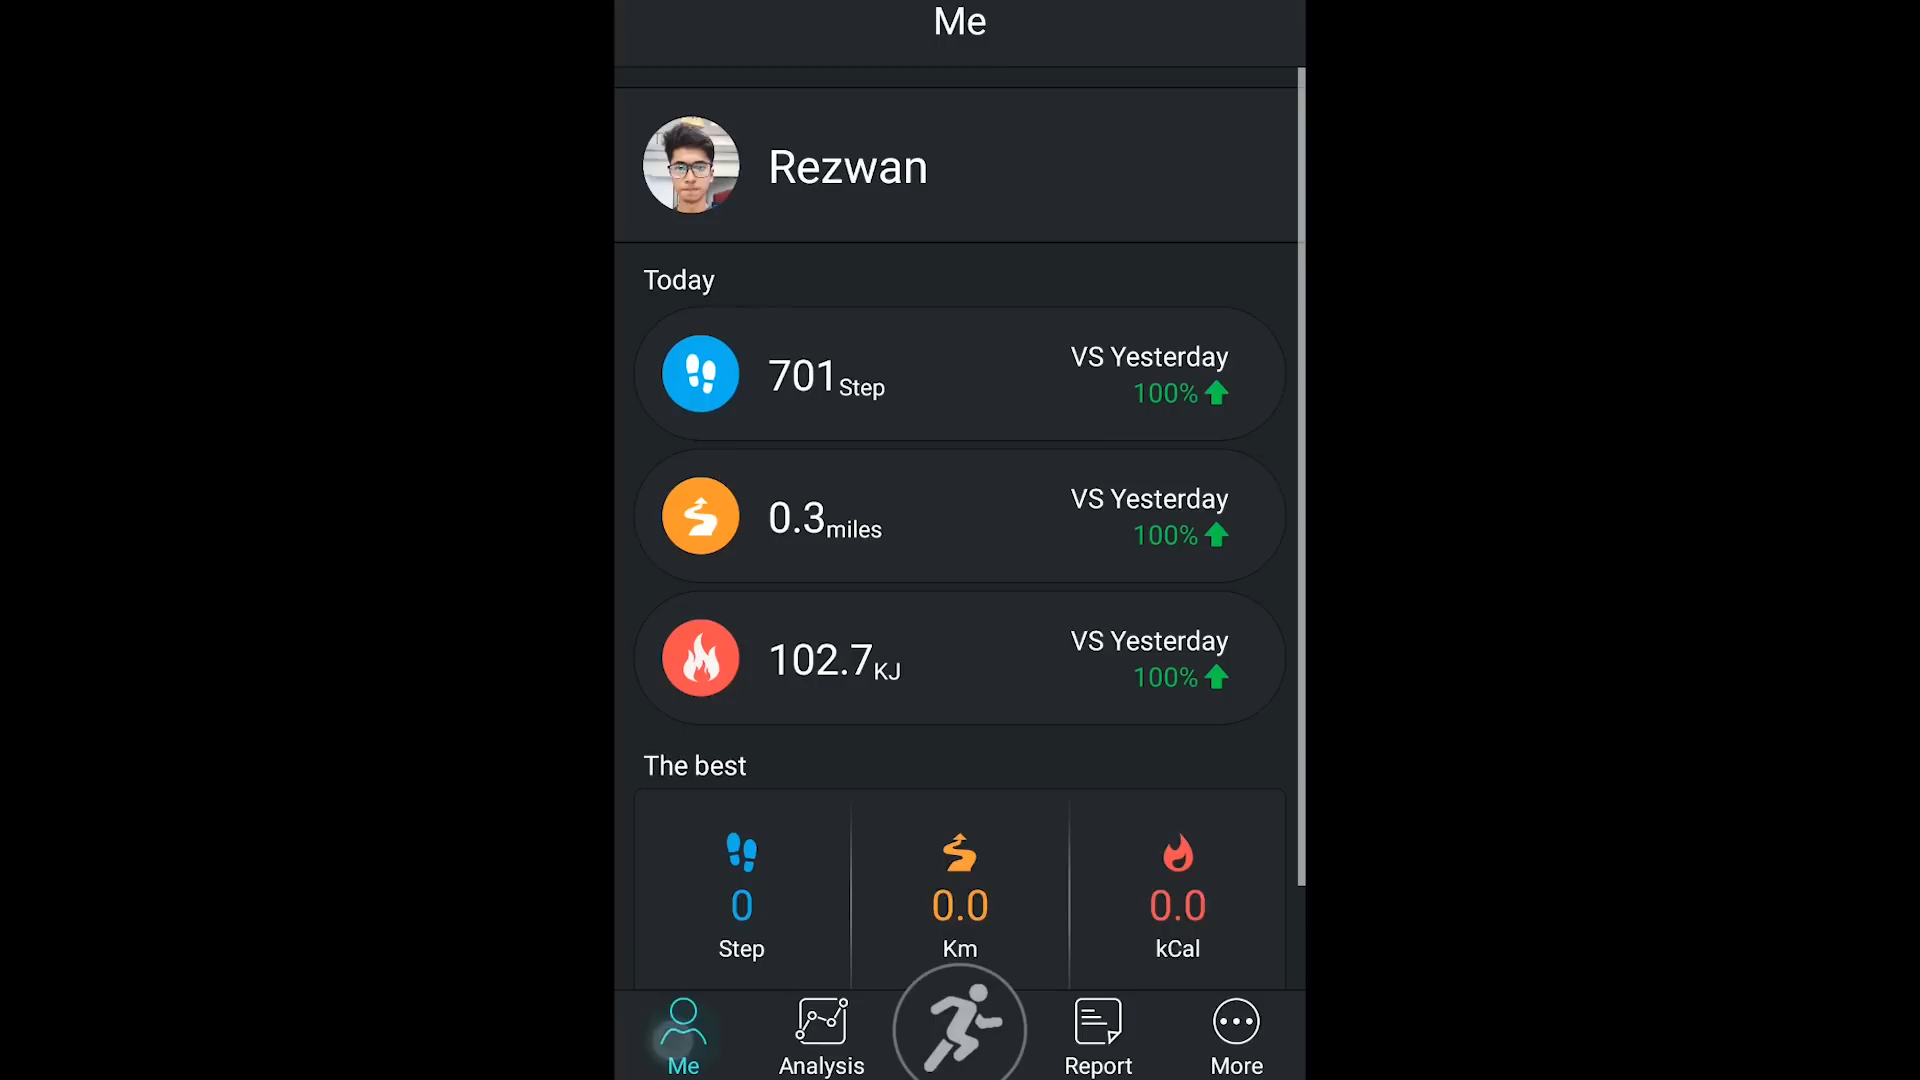 Me
Rezwan
Today
701 Step
VS Yesterday
100%
0.3 miles
VS Yesterday
100%
102.7 KJ
VS Yesterday
100%
The best
0 0.0 0.0
Step Km kCal
Me Analysis Report More